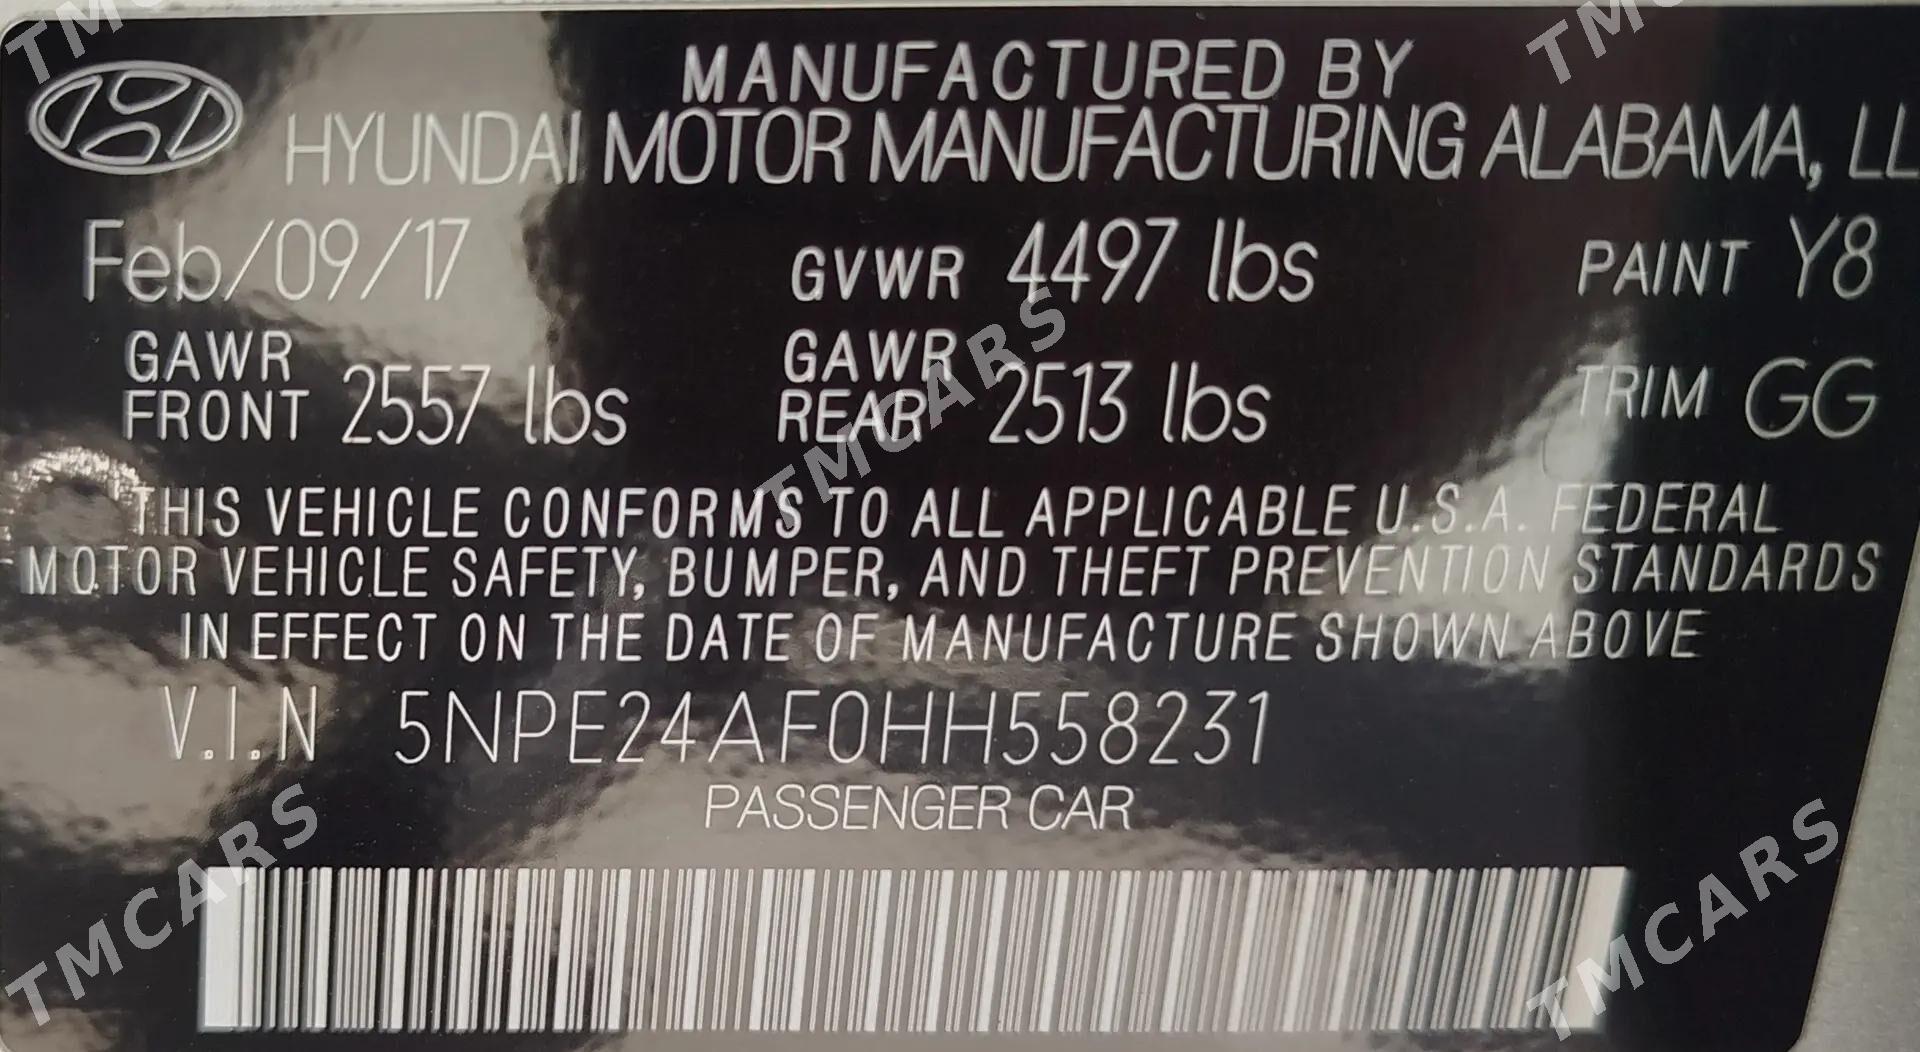 MANUFACTURED BY
HYUNDAI MOTOR MANUFACTURING ALABAMA, LL
Feb/09/17 GVWR 4497 lbs PAINT Y8
GAWR FRONT 2557 lbs GAWR REAR 2513 lbs TRIM GG
THIS VEHICLE CONFORMS TO ALL APPLICABLE U.S.A. FEDERAL
MOTOR VEHICLE SAFETY, BUMPER, AND THEFT PREVENTION STANDARDS
IN EFFECT ON THE DATE OF MANUFACTURE SHOWN ABOVE
V.I.N 5NPE24AF0HH558231
PASSENGER CAR
TMCARS
TMCARS
TMCARS